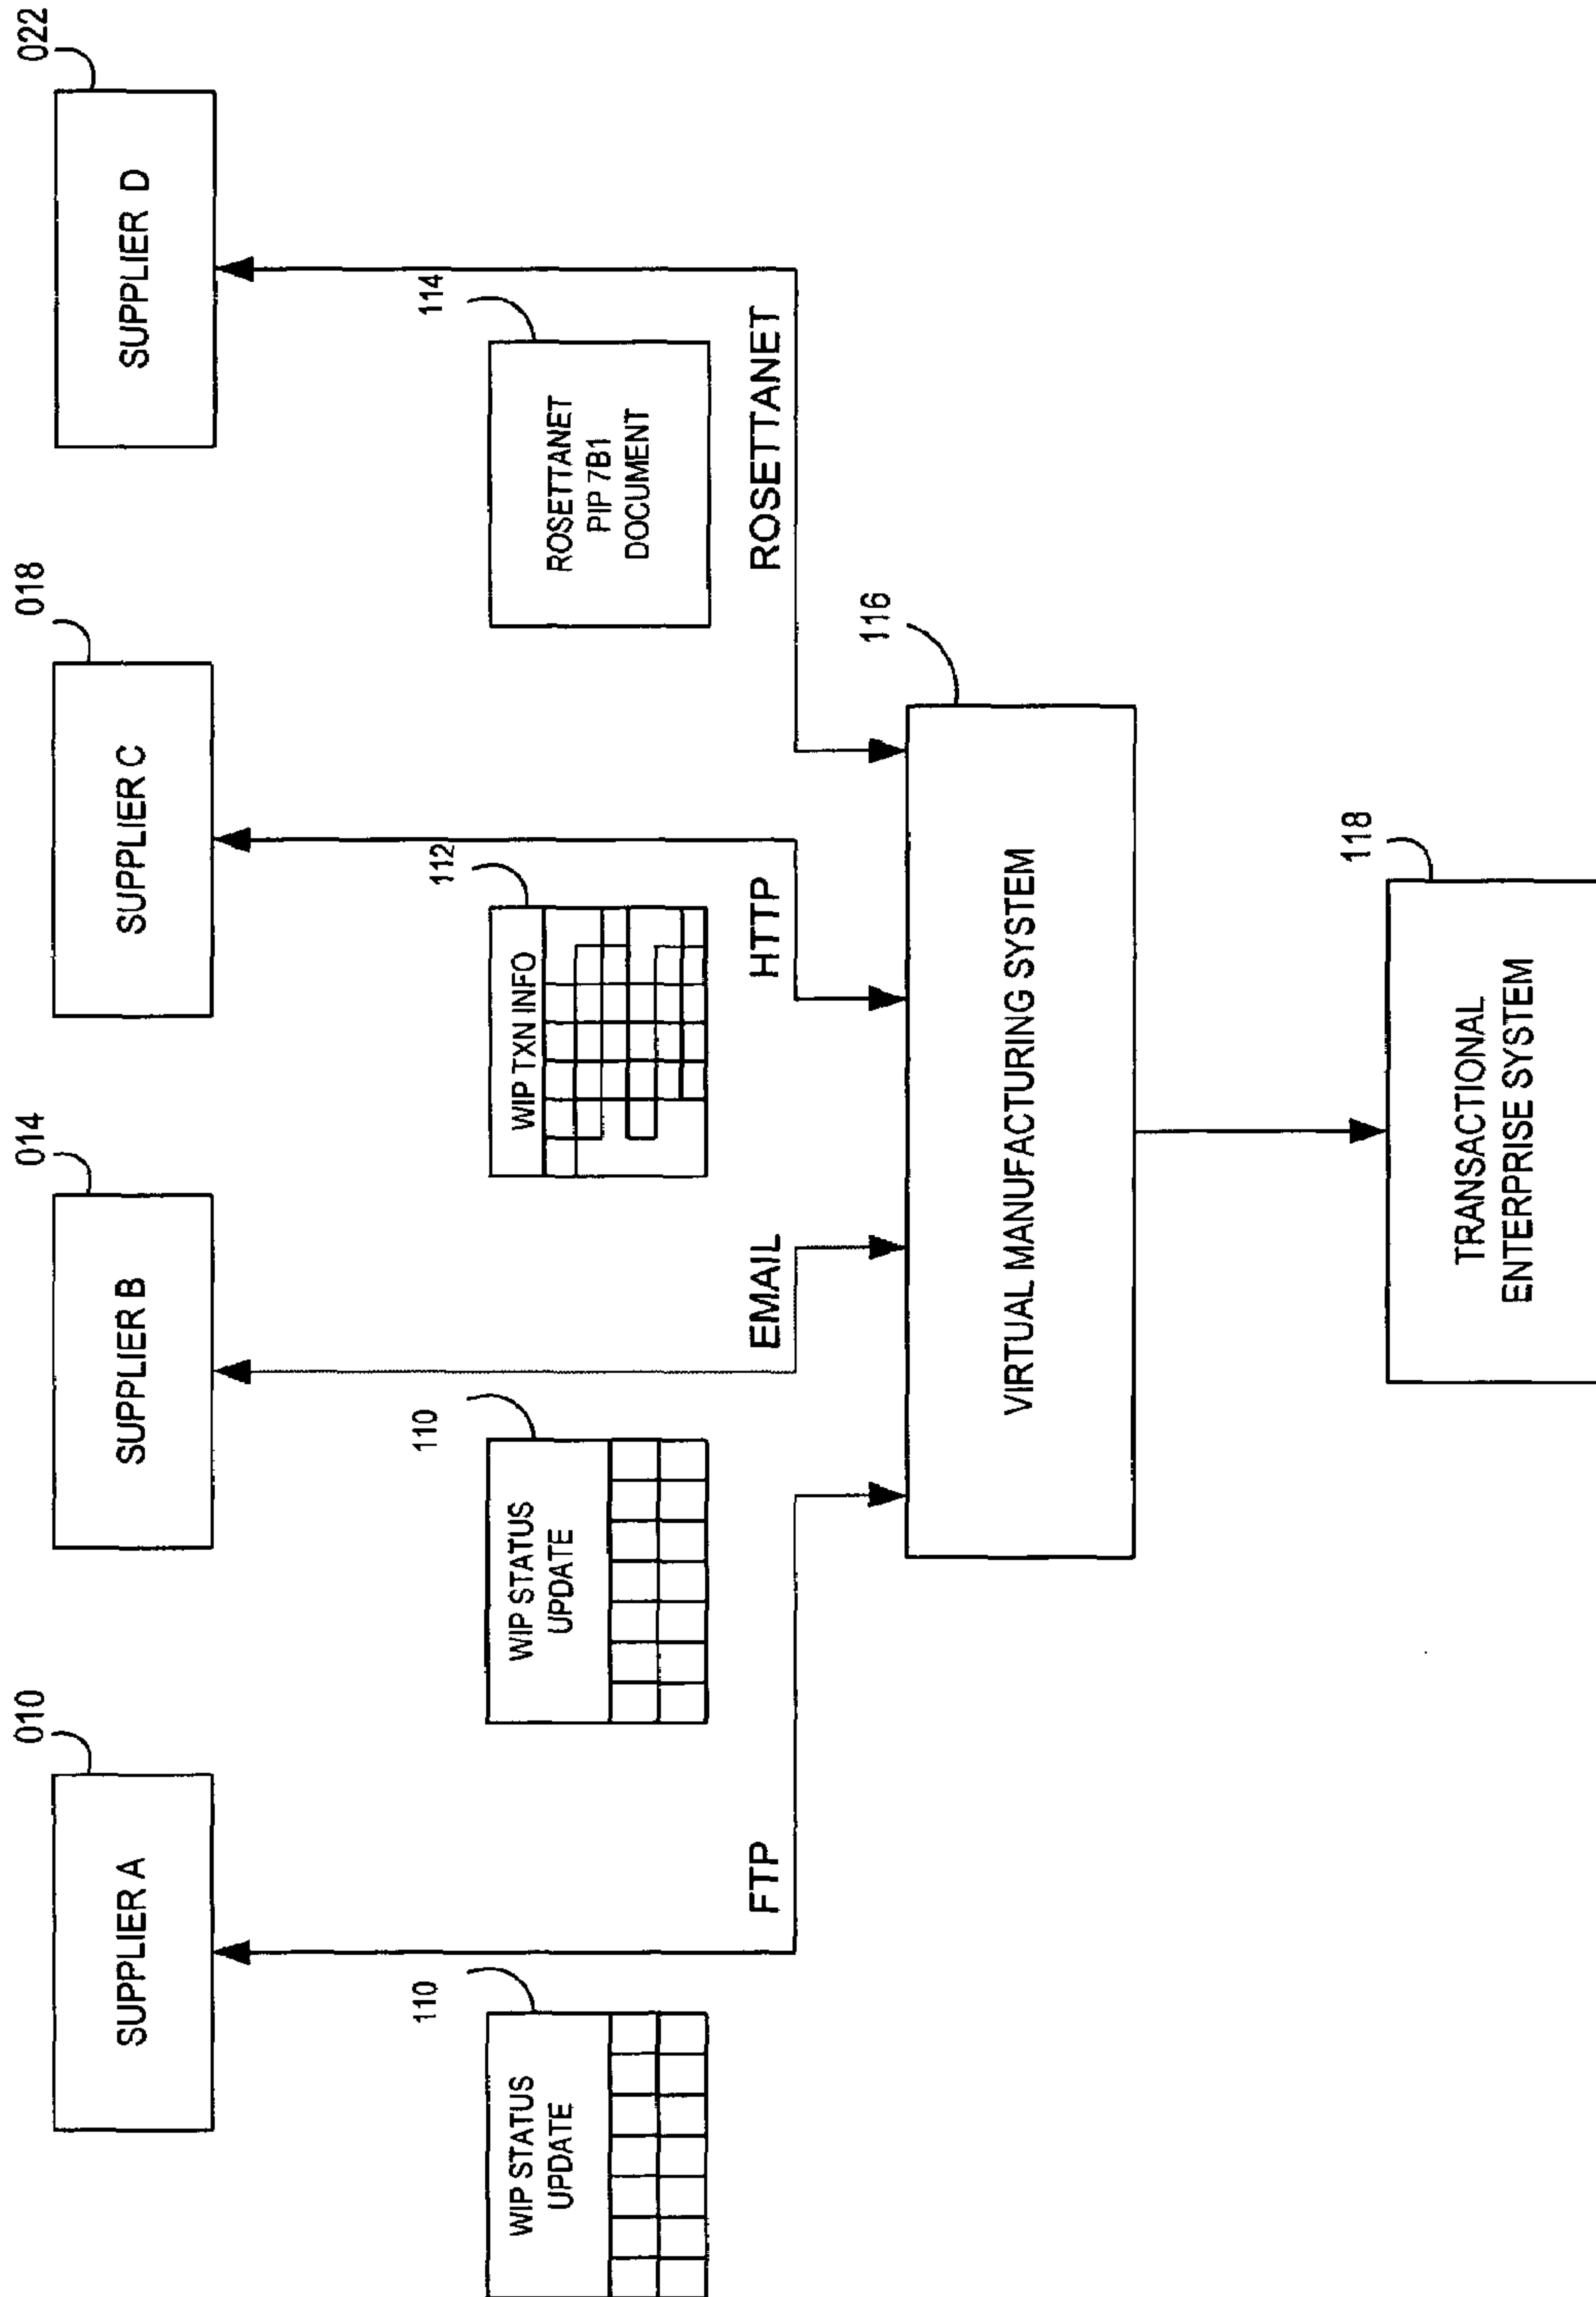 010
014
018
022
SUPPLIER A
SUPPLIER B
SUPPLIER C
SUPPLIER D
110
110
112
114
WIP STATUS
UPDATE
WIP STATUS
UPDATE
WIP TXN INFO
ROSETTANET
PIP 7B1
DOCUMENT
FTP
EMAIL
HTTP
ROSETTANET
116
VIRTUAL MANUFACTURING SYSTEM
118
TRANSACTIONAL
ENTERPRISE SYSTEM